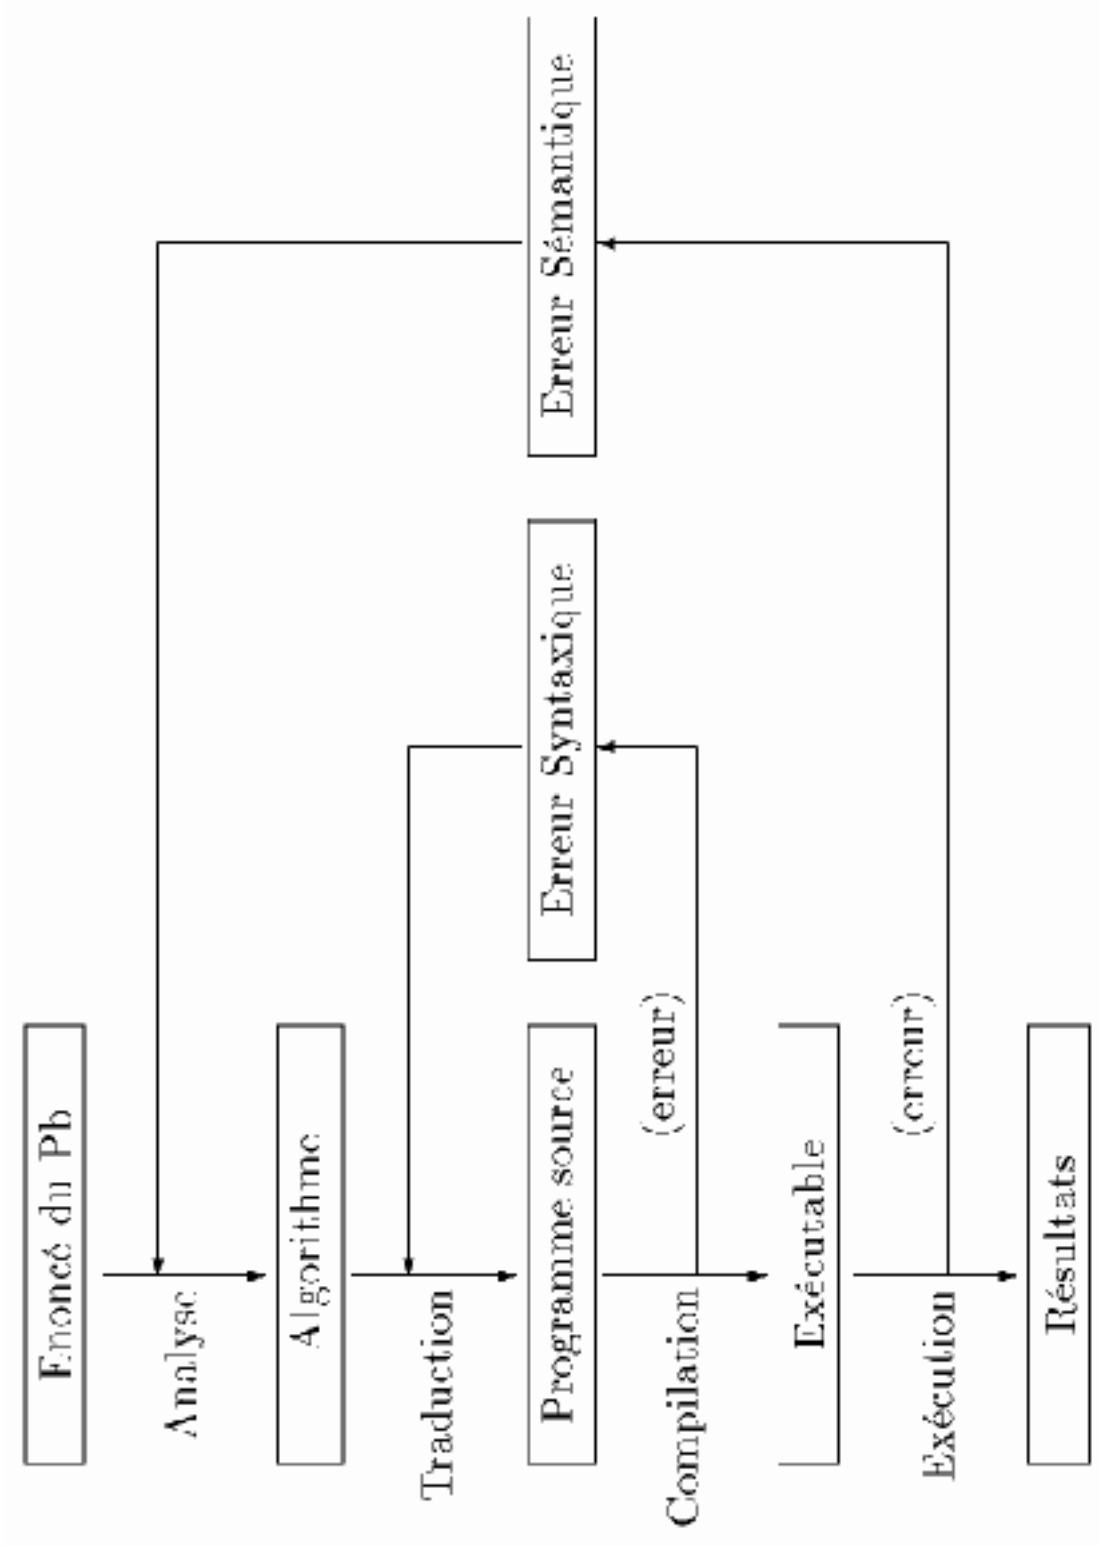 Enoncé du Pb
Analyse
Algorithme
Traduction
Programme source
Erreur Syntaxique
Erreur Sémantique
Compilation
(erreur)
Exécutable
Exécution
(erreur)
Résultats